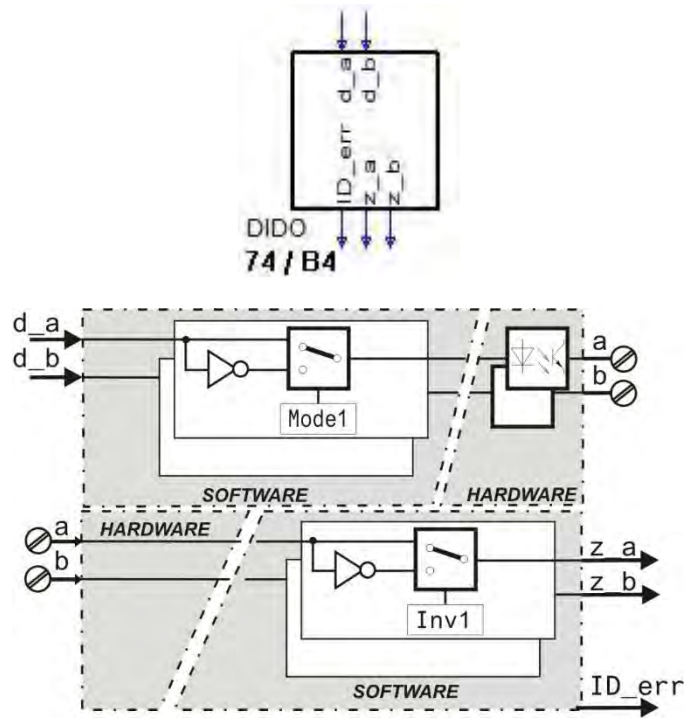 d_a d_b
ID_err z_a z_b
DIDO
74 / B4
d_a
d_b
Mode1
a
b
SOFTWARE
HARDWARE
a
HARDWARE
b
Inv1
z_a
z_b
SOFTWARE
ID_err